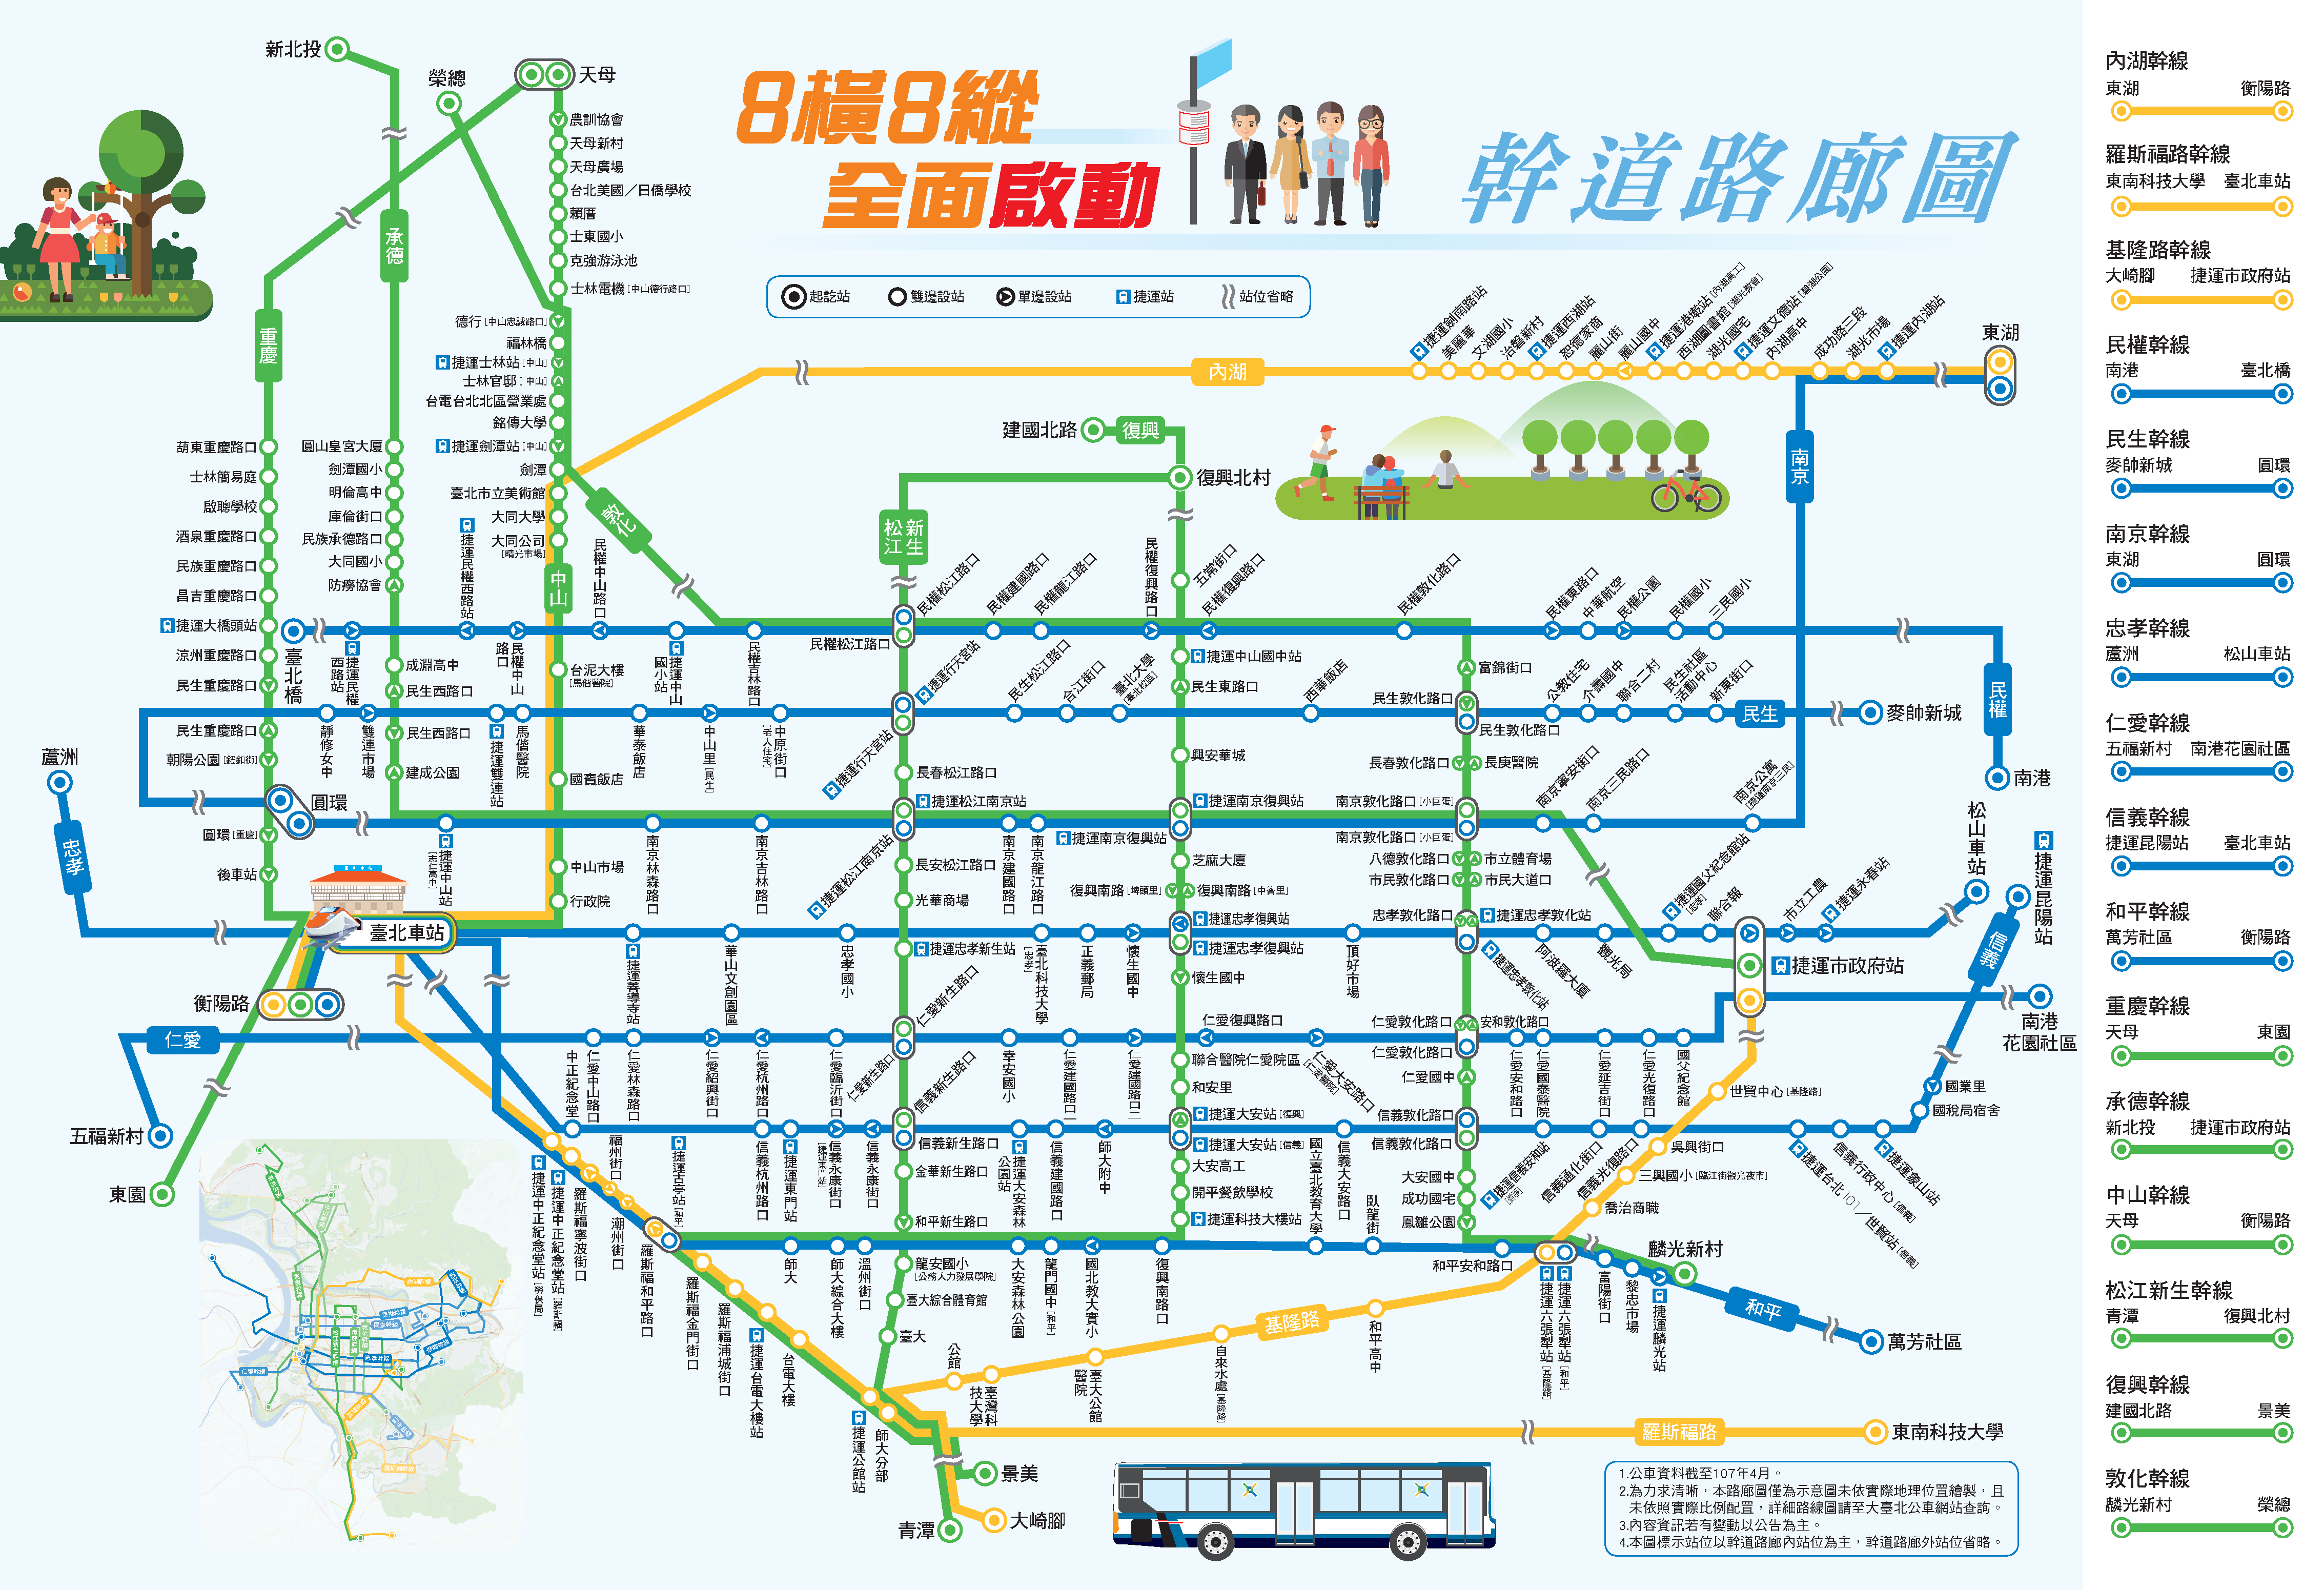 8橫8縱
全面啟動
幹道路廊圖
起訖站
雙邊設站
單邊設站
捷運站
站位省略
新北投
榮總
天母
農訓協會
天母新村
天母廣場
台北美國／日僑學校
賴厝
士東國小
克強游泳池
士林電機[中山德行路口]
德行[中山忠誠路口]
福林橋
捷運士林站[中山]
士林官邸[中山]
台電台北北區營業處
銘傳大學
捷運劍潭站[中山]
劍潭
臺北市立美術館
大同大學
大同公司
[晴光市場]
中山
台泥大樓
[馬偕醫院]
國賓飯店
中山市場
行政院
承德
圓山皇宮大廈
劍潭國小
明倫高中
庫倫街口
民族承德路口
大同國小
防癆協會
成淵高中
民生西路口
民生西路口
建成公園
重慶
葫東重慶路口
士林簡易庭
啟聰學校
酒泉重慶路口
民族重慶路口
昌吉重慶路口
捷運大橋頭站
涼州重慶路口
民生重慶路口
民生重慶路口
朝陽公園[鈕釦街]
圓環
圓環[重慶]
後車站
臺北車站
衡陽路
東園
內湖
捷運劍南路站
美麗華
文湖國小
治磐新村
捷運西湖站
恕德家商
麗山街
麗山國中
捷運港墘站[內湖高工]
西湖圖書館[湖光教會]
湖光國宅
捷運文德站[碧湖公園]
內湖高中
成功路三段
湖光市場
捷運內湖站
東湖
南京
建國北路
復興
復興北村
松江
新生
敦化
臺北橋
捷運民權西路站
捷運民權西路站
民權中山路口
民權中山路口
捷運中山國小站
民權吉林路口
民權松江路口
民權松江路口
民權建國路口
民權龍江路口
民權復興路口
五常街口
民權復興路口
民權敦化路口
民權東路口
中華航空
民權公園
民權國小
三民國小
民權
南港
靜修女中
雙連市場
捷運雙連站
馬偕醫院
華泰飯店
中山里[民生]
中原街口
[老人住宅]
捷運行天宮站
捷運行天宮站
民生松江路口
合江街口
臺北大學
[臺北校區]
捷運中山國中站
民生東路口
西華飯店
富錦街口
民生敦化路口
民生敦化路口
公教住宅
介壽國中
聯合二村
民生社區活動中心
新東街口
民生
麥帥新城
興安華城
長春松江路口
長春敦化路口
長庚醫院
捷運中山站
[志仁高中]
南京林森路口
南京吉林路口
捷運松江南京站
捷運松江南京站
南京建國路口
南京龍江路口
捷運南京復興站
捷運南京復興站
南京敦化路口[小巨蛋]
南京敦化路口[小巨蛋]
南京寧安街口
南京三民路口
南京公寓
[捷運南京三民]
長安松江路口
光華商場
芝麻大廈
復興南路[埤頭里]
復興南路[中崙里]
八德敦化路口
市立體育場
市民敦化路口
市民大道口
蘆洲
忠孝
捷運善導寺站
華山文創園區
忠孝國小
捷運忠孝新生站
臺北科技大學
[忠孝]
正義郵局
懷生國中
捷運忠孝復興站
捷運忠孝復興站
懷生國中
頂好市場
忠孝敦化路口
捷運忠孝敦化站
捷運忠孝敦化站
阿波羅大廈
觀光局
捷運國父紀念館站
[忠孝]
聯合報
捷運市政府站
市立工農
捷運永春站
松山車站
捷運昆陽站
仁愛
五福新村
中正紀念堂
仁愛中山路口
仁愛林森路口
仁愛紹興街口
仁愛杭州路口
仁愛臨沂街口
仁愛新生路口
仁愛新生路口
幸安國小
仁愛建國路口一
仁愛建國路口二
仁愛復興路口
聯合醫院仁愛院區
仁愛大安路口
[仁愛醫院]
和安里
仁愛敦化路口
安和敦化路口
仁愛敦化路口
仁愛國中
仁愛安和路口
仁愛國泰醫院
仁愛延吉街口
仁愛光復路口
國父紀念館
南港
花園社區
信義
國業里
國稅局宿舍
世貿中心[基隆路]
吳興街口
三興國小[臨江街觀光夜市]
喬治商職
捷運中正紀念堂站[勞保局]
捷運中正紀念堂站[羅斯福]
羅斯福寧波街口
福州街口
潮州街口
捷運古亭站[和平]
羅斯福和平路口
信義杭州路口
捷運東門站
信義永康街口
[捷運東門站]
信義永康街口
信義新生路口
信義新生路口
金華新生路口
和平新生路口
捷運大安森林公園站
信義建國路口
師大附中
捷運大安站[復興]
捷運大安站[信義]
大安高工
開平餐飲學校
捷運科技大樓站
國立臺北教育大學
信義大安路口
臥龍街
信義敦化路口
信義敦化路口
大安國中
成功國宅
鳳雛公園
信義通化街口
信義光復路口
捷運台北101／世貿站[信義]
信義行政中心[信義]
捷運象山站
師大
師大綜合大樓
溫州街口
龍安國小
[公務人力發展學院]
臺大綜合體育館
臺大
大安森林公園
龍門國中[和平]
國北教大實小
復興南路口
和平安和路口
捷運六張犁站[基隆路]
捷運六張犁站[和平]
富陽街口
黎忠市場
捷運麟光站
麟光新村
和平
萬芳社區
羅斯福金門街口
羅斯福浦城街口
捷運台電大樓站
台電大樓
捷運公館站
師大分部
公館
臺灣科技大學
臺大公館醫院
自來水處[基隆路]
和平高中
基隆路
羅斯福路
東南科技大學
景美
大崎腳
青潭
1.公車資料截至107年4月。
2.為力求清晰，本路廊圖僅為示意圖未依實際地理位置繪製，且
未依照實際比例配置，詳細路線圖請至大臺北公車網站查詢。
3.內容資訊若有變動以公告為主。
4.本圖標示站位以幹道路廊內站位為主，幹道路廊外站位省略。
內湖幹線
東湖 衡陽路
羅斯福路幹線
東南科技大學 臺北車站
基隆路幹線
大崎腳 捷運市政府站
民權幹線
南港 臺北橋
民生幹線
麥帥新城 圓環
南京幹線
東湖 圓環
忠孝幹線
蘆洲 松山車站
仁愛幹線
五福新村 南港花園社區
信義幹線
捷運昆陽站 臺北車站
和平幹線
萬芳社區 衡陽路
重慶幹線
天母 東園
承德幹線
新北投 捷運市政府站
中山幹線
天母 衡陽路
松江新生幹線
青潭 復興北村
復興幹線
建國北路 景美
敦化幹線
麟光新村 榮總